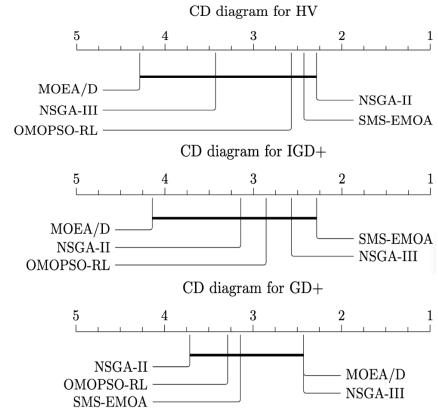 CD diagram for HV
5 4 3 2 1
MOEA/D
NSGA-II
NSGA-III
SMS-EMOA
OMOPSO-RL
CD diagram for IGD+
5 4 3 2 1
MOEA/D
SMS-EMOA
NSGA-II
NSGA-III
OMOPSO-RL
CD diagram for GD+
5 4 3 2 1
NSGA-II
MOEA/D
OMOPSO-RL
NSGA-III
SMS-EMOA